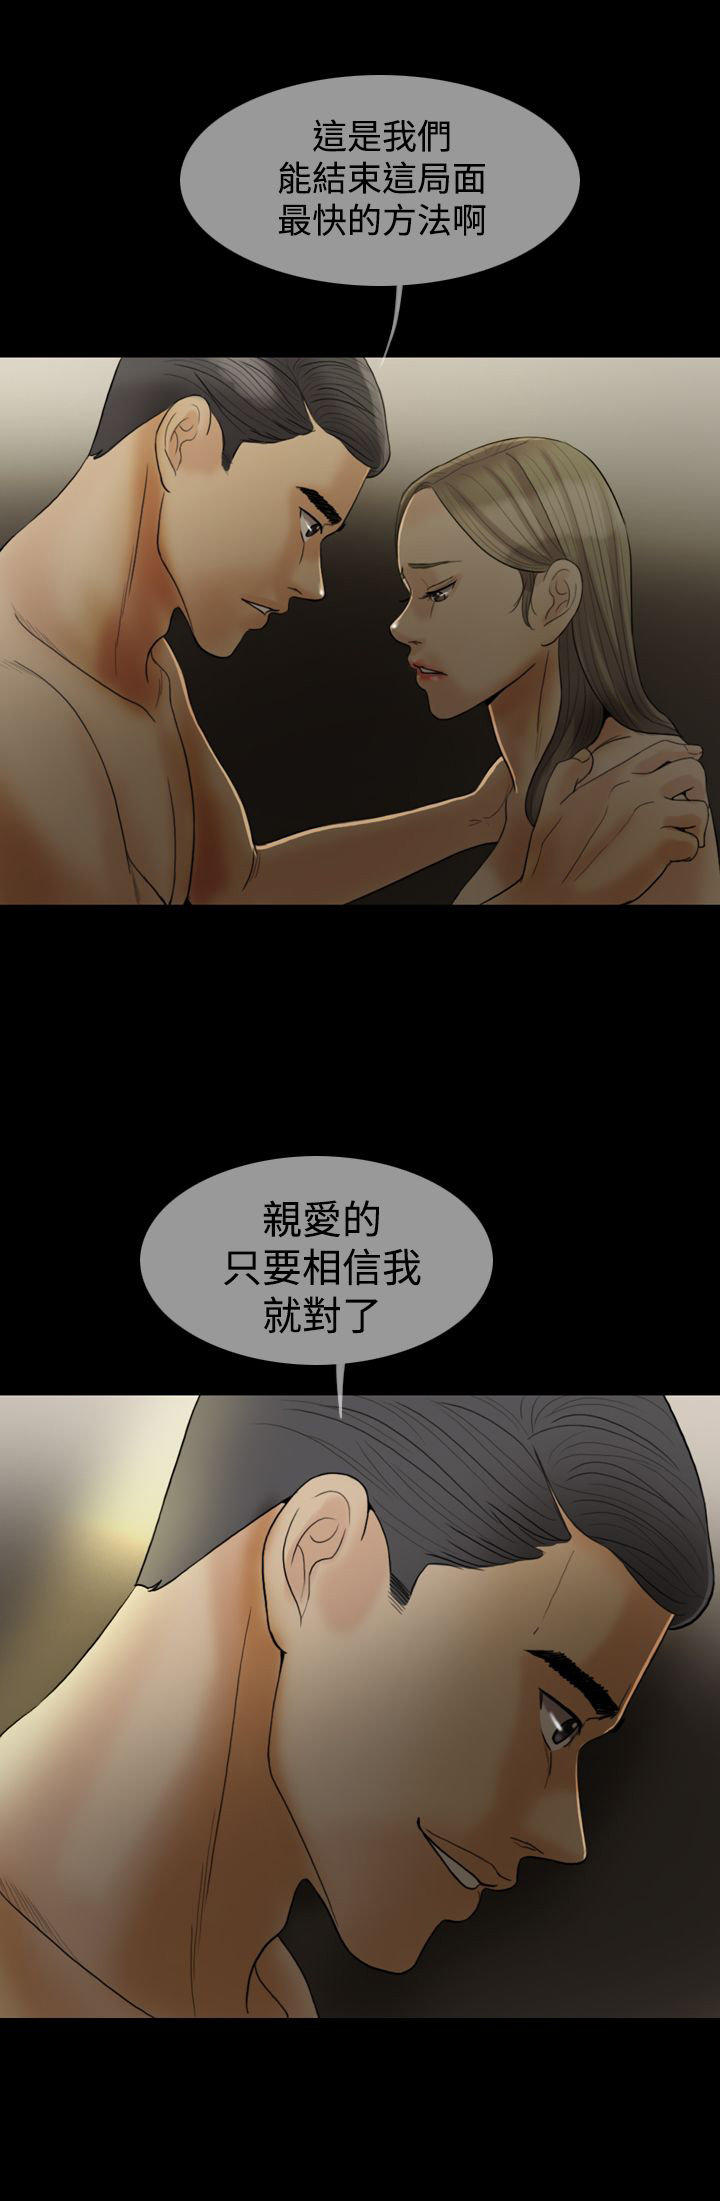 這是我們
能結束這局面
最快的方法啊
親愛的
只要相信我
就對了